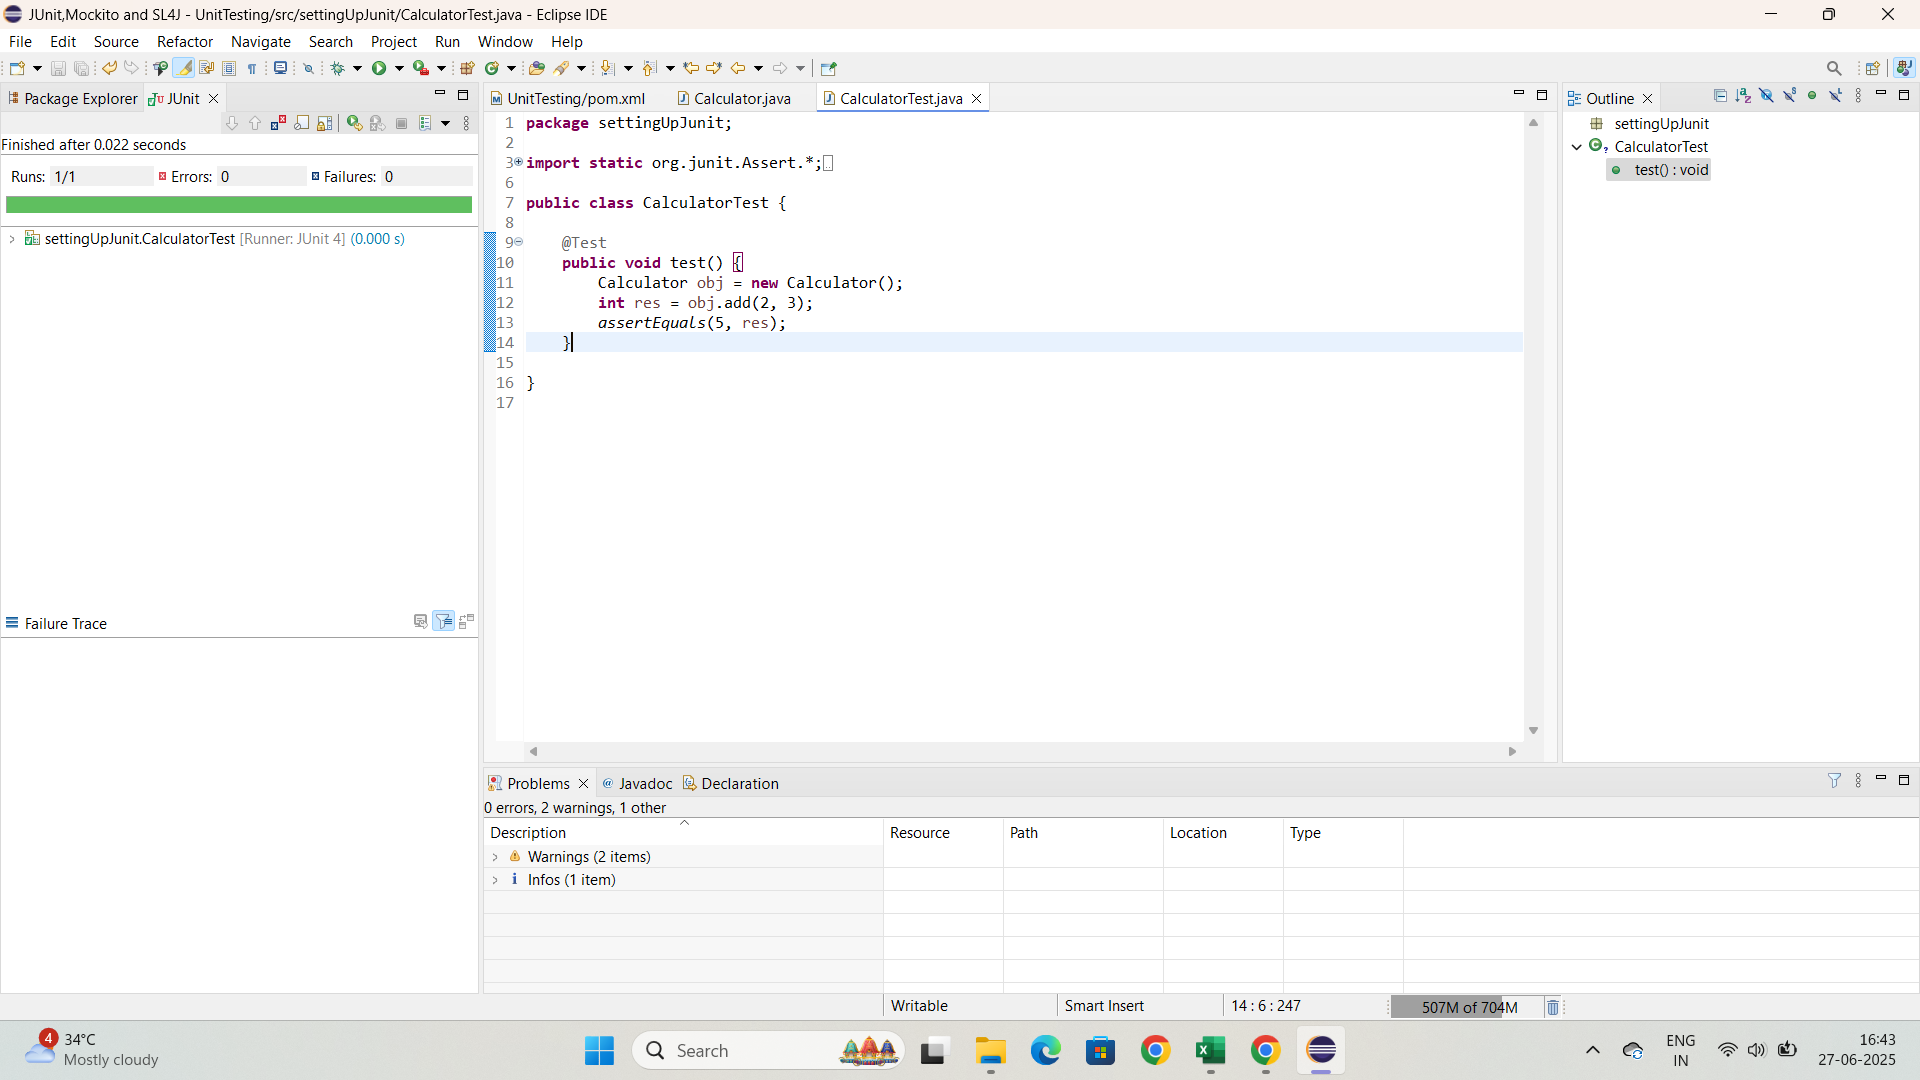 JUnit,Mockito and SL4J - UnitTesting/src/settingUpJunit/CalculatorTest.java - Eclipse IDE
File Edit Source Refactor Navigate Search Project Run Window Help
Package Explorer JUnit
Finished after 0.022 seconds
Runs: 1/1 Errors: 0 Failures: 0
settingUpJunit.CalculatorTest [Runner: JUnit 4] (0.000 s)
Failure Trace
UnitTesting/pom.xml Calculator.java CalculatorTest.java
1 package settingUpJunit;
2
3 import static org.junit.Assert.*;
6
7 public class CalculatorTest {
8
9 @Test
10 public void test() {
11 Calculator obj = new Calculator();
12 int res = obj.add(2, 3);
13 assertEquals(5, res);
14 }
15
16 }
17
Outline
settingUpJunit
CalculatorTest
test() : void
Problems @ Javadoc Declaration
0 errors, 2 warnings, 1 other
Description Resource Path Location Type
Warnings (2 items)
Infos (1 item)
Writable Smart Insert 14 : 6 : 247 507M of 704M
4
34°C
Mostly cloudy
Search
ENG
IN
16:43
27-06-2025